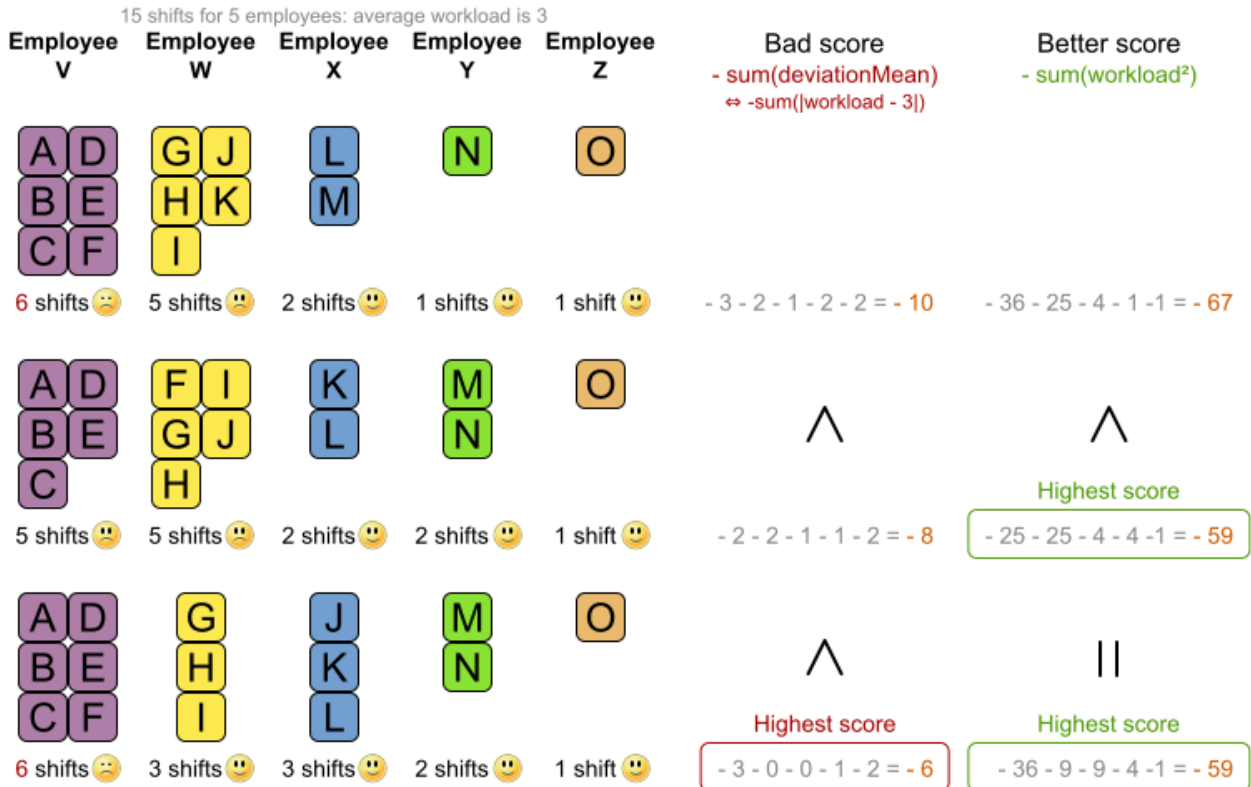 15 shifts for 5 employees: average workload is 3
Employee V Employee W Employee X Employee Y Employee Z
Bad score
- sum(deviationMean)
⇔ -sum(|workload - 3|)
Better score
- sum(workload²)
A D G J L N O
B E H K M
C F I
6 shifts 5 shifts 2 shifts 1 shifts 1 shift - 3 - 2 - 1 - 2 - 2 = - 10 - 36 - 25 - 4 - 1 -1 = - 67
A D F I K M O
B E G J L N
C H
< <
Highest score
5 shifts 5 shifts 2 shifts 2 shifts 1 shift - 2 - 2 - 1 - 1 - 2 = - 8 - 25 - 25 - 4 - 4 -1 = - 59
A D G J M O
B E H K N
C F I L
< =
Highest score Highest score
6 shifts 3 shifts 3 shifts 2 shifts 1 shift - 3 - 0 - 0 - 1 - 2 = - 6 - 36 - 9 - 9 - 4 -1 = - 59